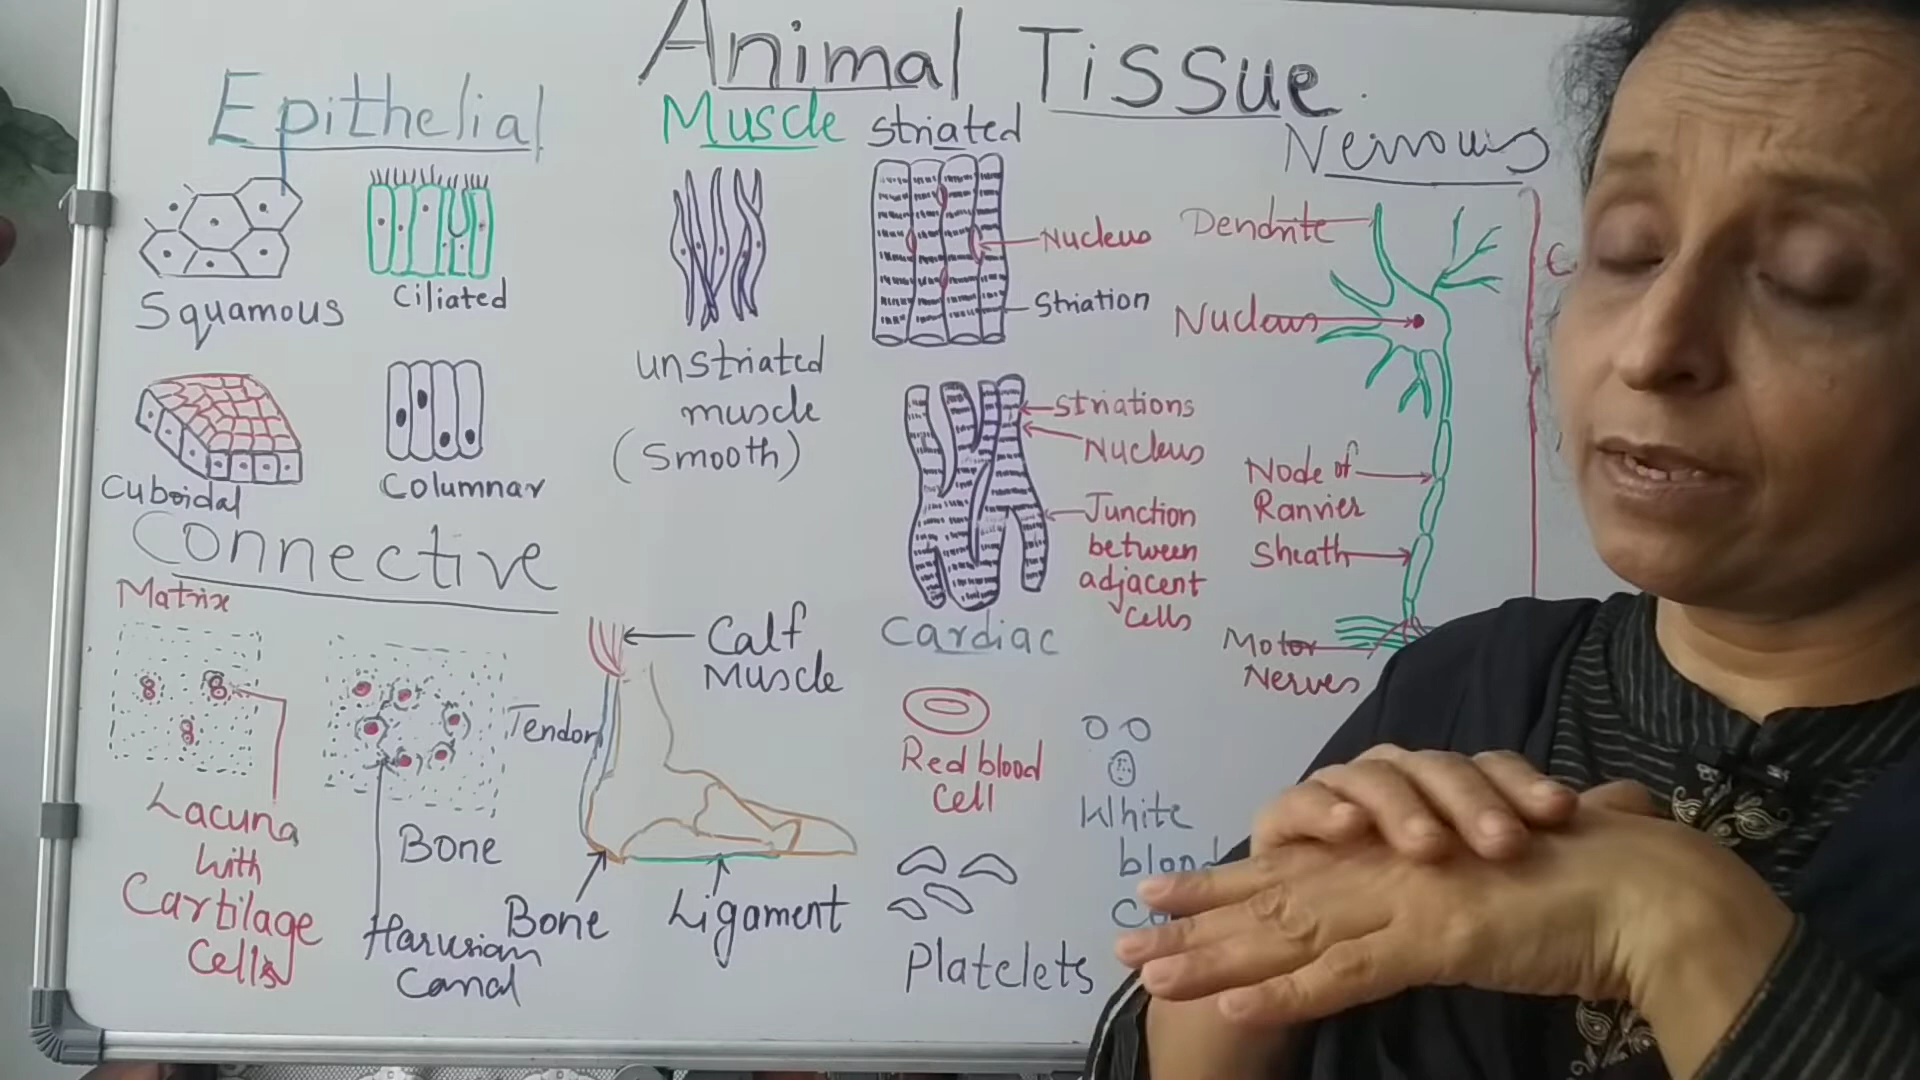 Animal Tissue
Epithelial
Squamous
Ciliated
Cuboidal
Columnar
Muscle
unstriated
muscle
(Smooth)
Striated
Nucleus
Striation
Striations
Nucleus
Junction
between
adjacent
cells
Cardiac
Nervous
Dendrite
Nucleus
Node of
Ranvier
Sheath
Motor
Nerves
Connective
Matrix
Lacuna
with
Cartilage
Cells
Bone
Harvsian
Canal
Calf
Muscle
Tendon
Bone
Ligament
Red blood
Cell
White
blood
Platelets